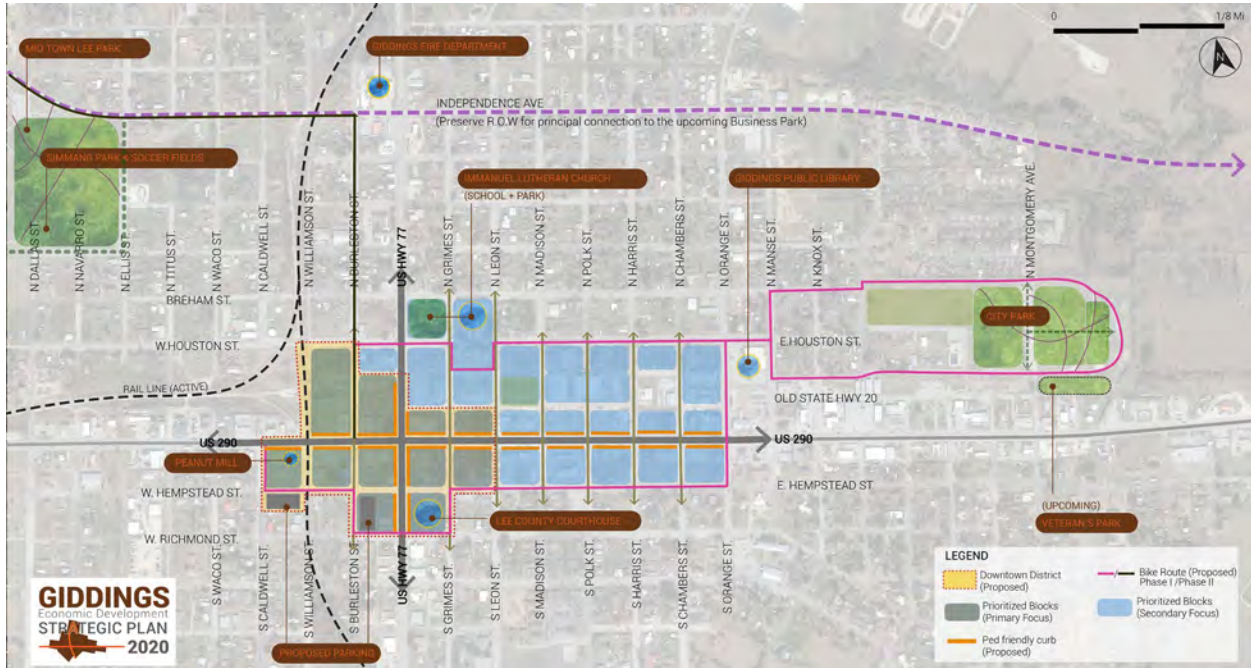 0 1/8 Mi
MID TOWN LEE PARK
GIDDINGS FIRE DEPARTMENT
N
INDEPENDENCE AVE
(Preserve R.O.W for principal connection to the upcoming Business Park)
SIMMANG PARK & SOCCER FIELDS
IMMANUEL LUTHERAN CHURCH
(SCHOOL + PARK)
GIDDINGS PUBLIC LIBRARY
N DALLAS ST.
N NAVARRO ST.
N ELLIS ST.
N TITUS ST.
N WACO ST.
N CALDWELL ST.
N WILLIAMSON ST.
N BURLESTON ST.
US HWY 77
N GRIMES ST.
N LEON ST.
N MADISON ST.
N POLK ST.
N HARRIS ST.
N CHAMBERS ST.
N ORANGE ST.
N MANSE ST.
N KNOX ST.
N MONTGOMERY AVE.
BREHAM ST.
CITY PARK
W.HOUSTON ST.
E.HOUSTON ST.
RAIL LINE (ACTIVE)
OLD STATE HWY 20
US 290
US 290
PEANUT MILL
W. HEMPSTEAD ST.
E. HEMPSTEAD ST.
(UPCOMING)
VETERAN'S PARK
LEE COUNTY COURTHOUSE
W. RICHMOND ST.
S WACO ST.
S CALDWELL ST.
S WILLIAMSON ST.
S BURLESTON ST.
US HWY 77
S GRIMES ST.
S LEON ST.
S MADISON ST.
S POLK ST.
S HARRIS ST.
S CHAMBERS ST.
S ORANGE ST.
PROPOSED PARKING
GIDDINGS
Economic Development
STRATEGIC PLAN
2020
LEGEND
Downtown District
(Proposed)
Bike Route (Proposed)
Phase I /Phase II
Prioritized Blocks
(Primary Focus)
Prioritized Blocks
(Secondary Focus)
Ped friendly curb
(Proposed)